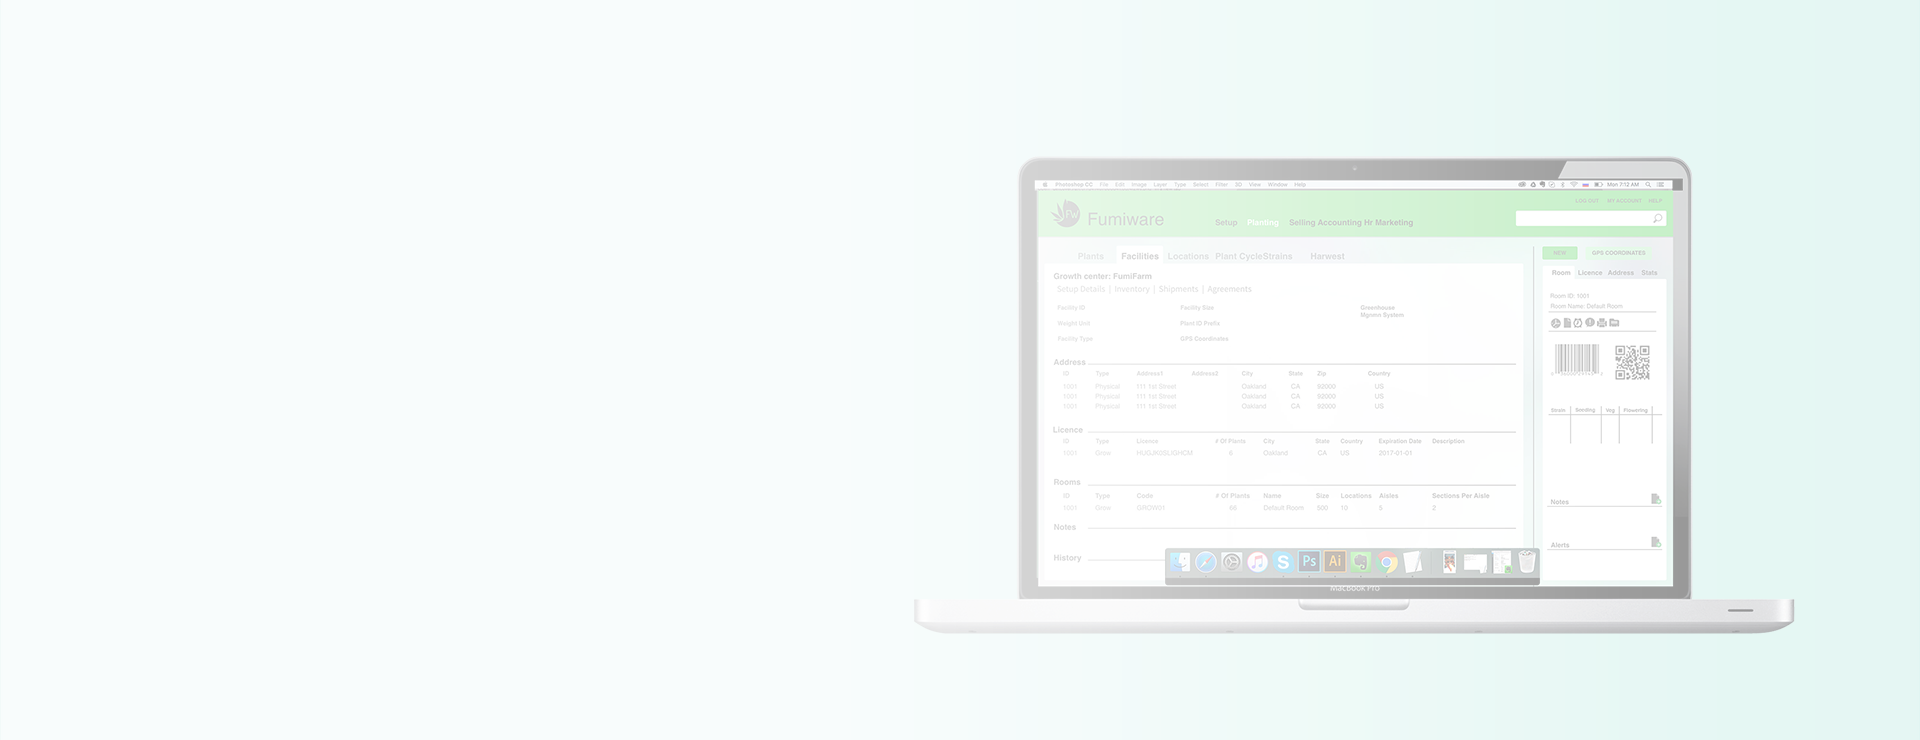 Photoshop CC File Edit Image Layer Type Select Filter 3D View Window Help Mon 7:12 AM
LOG OUT MY ACCOUNT HELP
FW Fumiware Setup Planting Selling Accounting Hr Marketing
Plants Facilities Locations Plant CycleStrains Harwest
Growth center: FumiFarm
Setup Details | Inventory | Shipments | Agreements
Facility ID Facility Size Greenhouse
Mgmnt System
Weight Unit Plant ID Prefix
Facility Type GPS Coordinates
Address
ID Type Address1 Address2 City State Zip Country
1001 Physical 111 1st Street Oakland CA 92000 US
1001 Physical 111 1st Street Oakland CA 92000 US
1001 Physical 111 1st Street Oakland CA 92000 US
Licence
ID Type Licence # Of Plants City State Country Expiration Date Description
1001 Grow 6 Oakland CA US 2017-01-01
Rooms
ID Type Code # Of Plants Name Size Locations Aisles Sections Per Aisle
1001 Grow 66 Default Room 500 10 5 2
Notes
History
NEW GPS COORDINATES
Room Licence Address Stats
Room ID: 1001
Room Name: Default Room
Strain Seeding Veg Flowering
Notes
Alerts
S Ps Ai
MacBook Pro